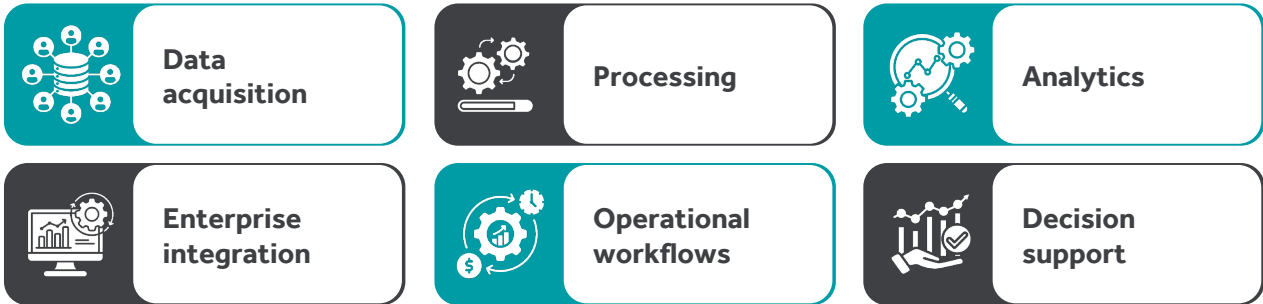 Data
acquisition
Processing
Analytics
Enterprise
integration
Operational
workflows
$
Decision
support